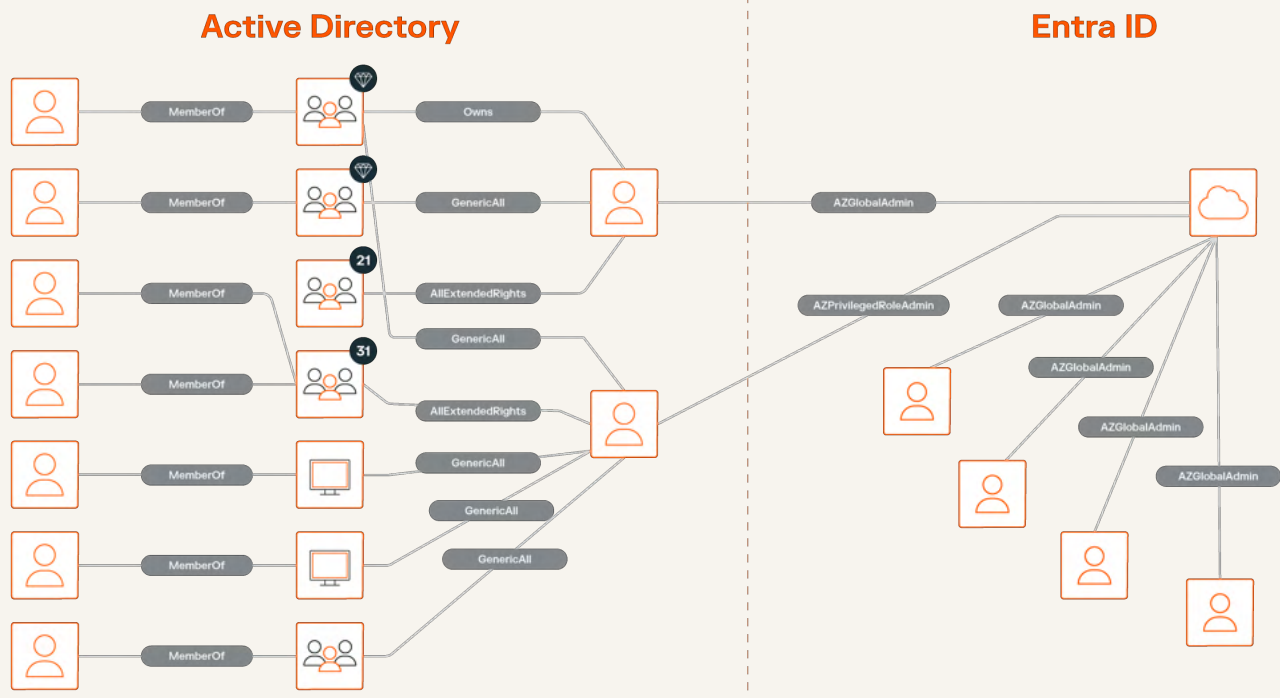 Active Directory
Entra ID
MemberOf
Owns
MemberOf
GenericAll
AZGlobalAdmin
21
MemberOf
AllExtendedRights
AZPrivilegedRoleAdmin
AZGlobalAdmin
GenericAll
31
AZGlobalAdmin
MemberOf
AllExtendedRights
AZGlobalAdmin
GenericAll
MemberOf
AZGlobalAdmin
GenericAll
MemberOf
GenericAll
MemberOf